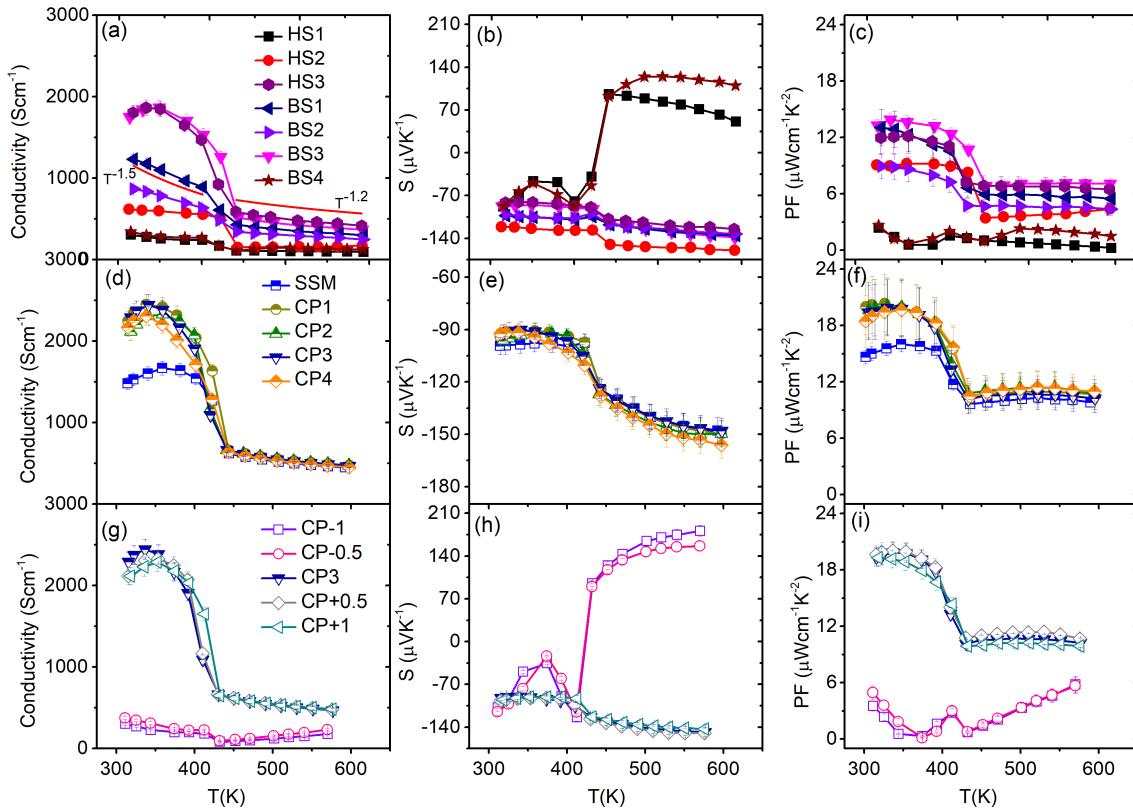 (a)
HS1
HS2
HS3
BS1
BS2
BS3
BS4
T-1.5
T-1.2
Conductivity (Scm-1)
3000
2000
1000
0
(b)
S (μVK-1)
210
140
70
0
-70
-140
(c)
PF (μWcm-1K-2)
24
18
12
6
0
(d)
SSM
CP1
CP2
CP3
CP4
Conductivity (Scm-1)
3000
2000
1000
(e)
S (μVK-1)
-60
-90
-120
-150
-180
(f)
PF (μWcm-1K-2)
24
18
12
6
0
(g)
CP-1
CP-0.5
CP3
CP+0.5
CP+1
Conductivity (Scm-1)
3000
2000
1000
0
300 400 500 600
T(K)
(h)
S (μVK-1)
210
140
70
0
-70
-140
300 400 500 600
T(K)
(i)
PF (μWcm-1K-2)
24
18
12
6
0
300 400 500 600
T(K)